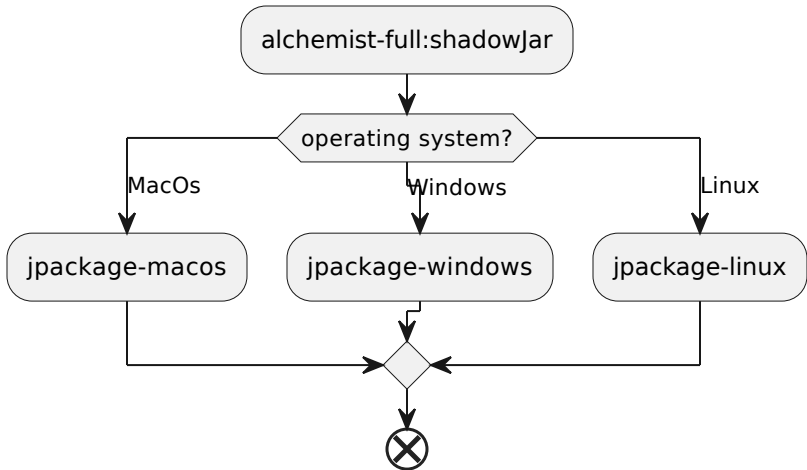 alchemist-full:shadowJar
operating system?
MacOs
Windows
Linux
jpackage-macos
jpackage-windows
jpackage-linux